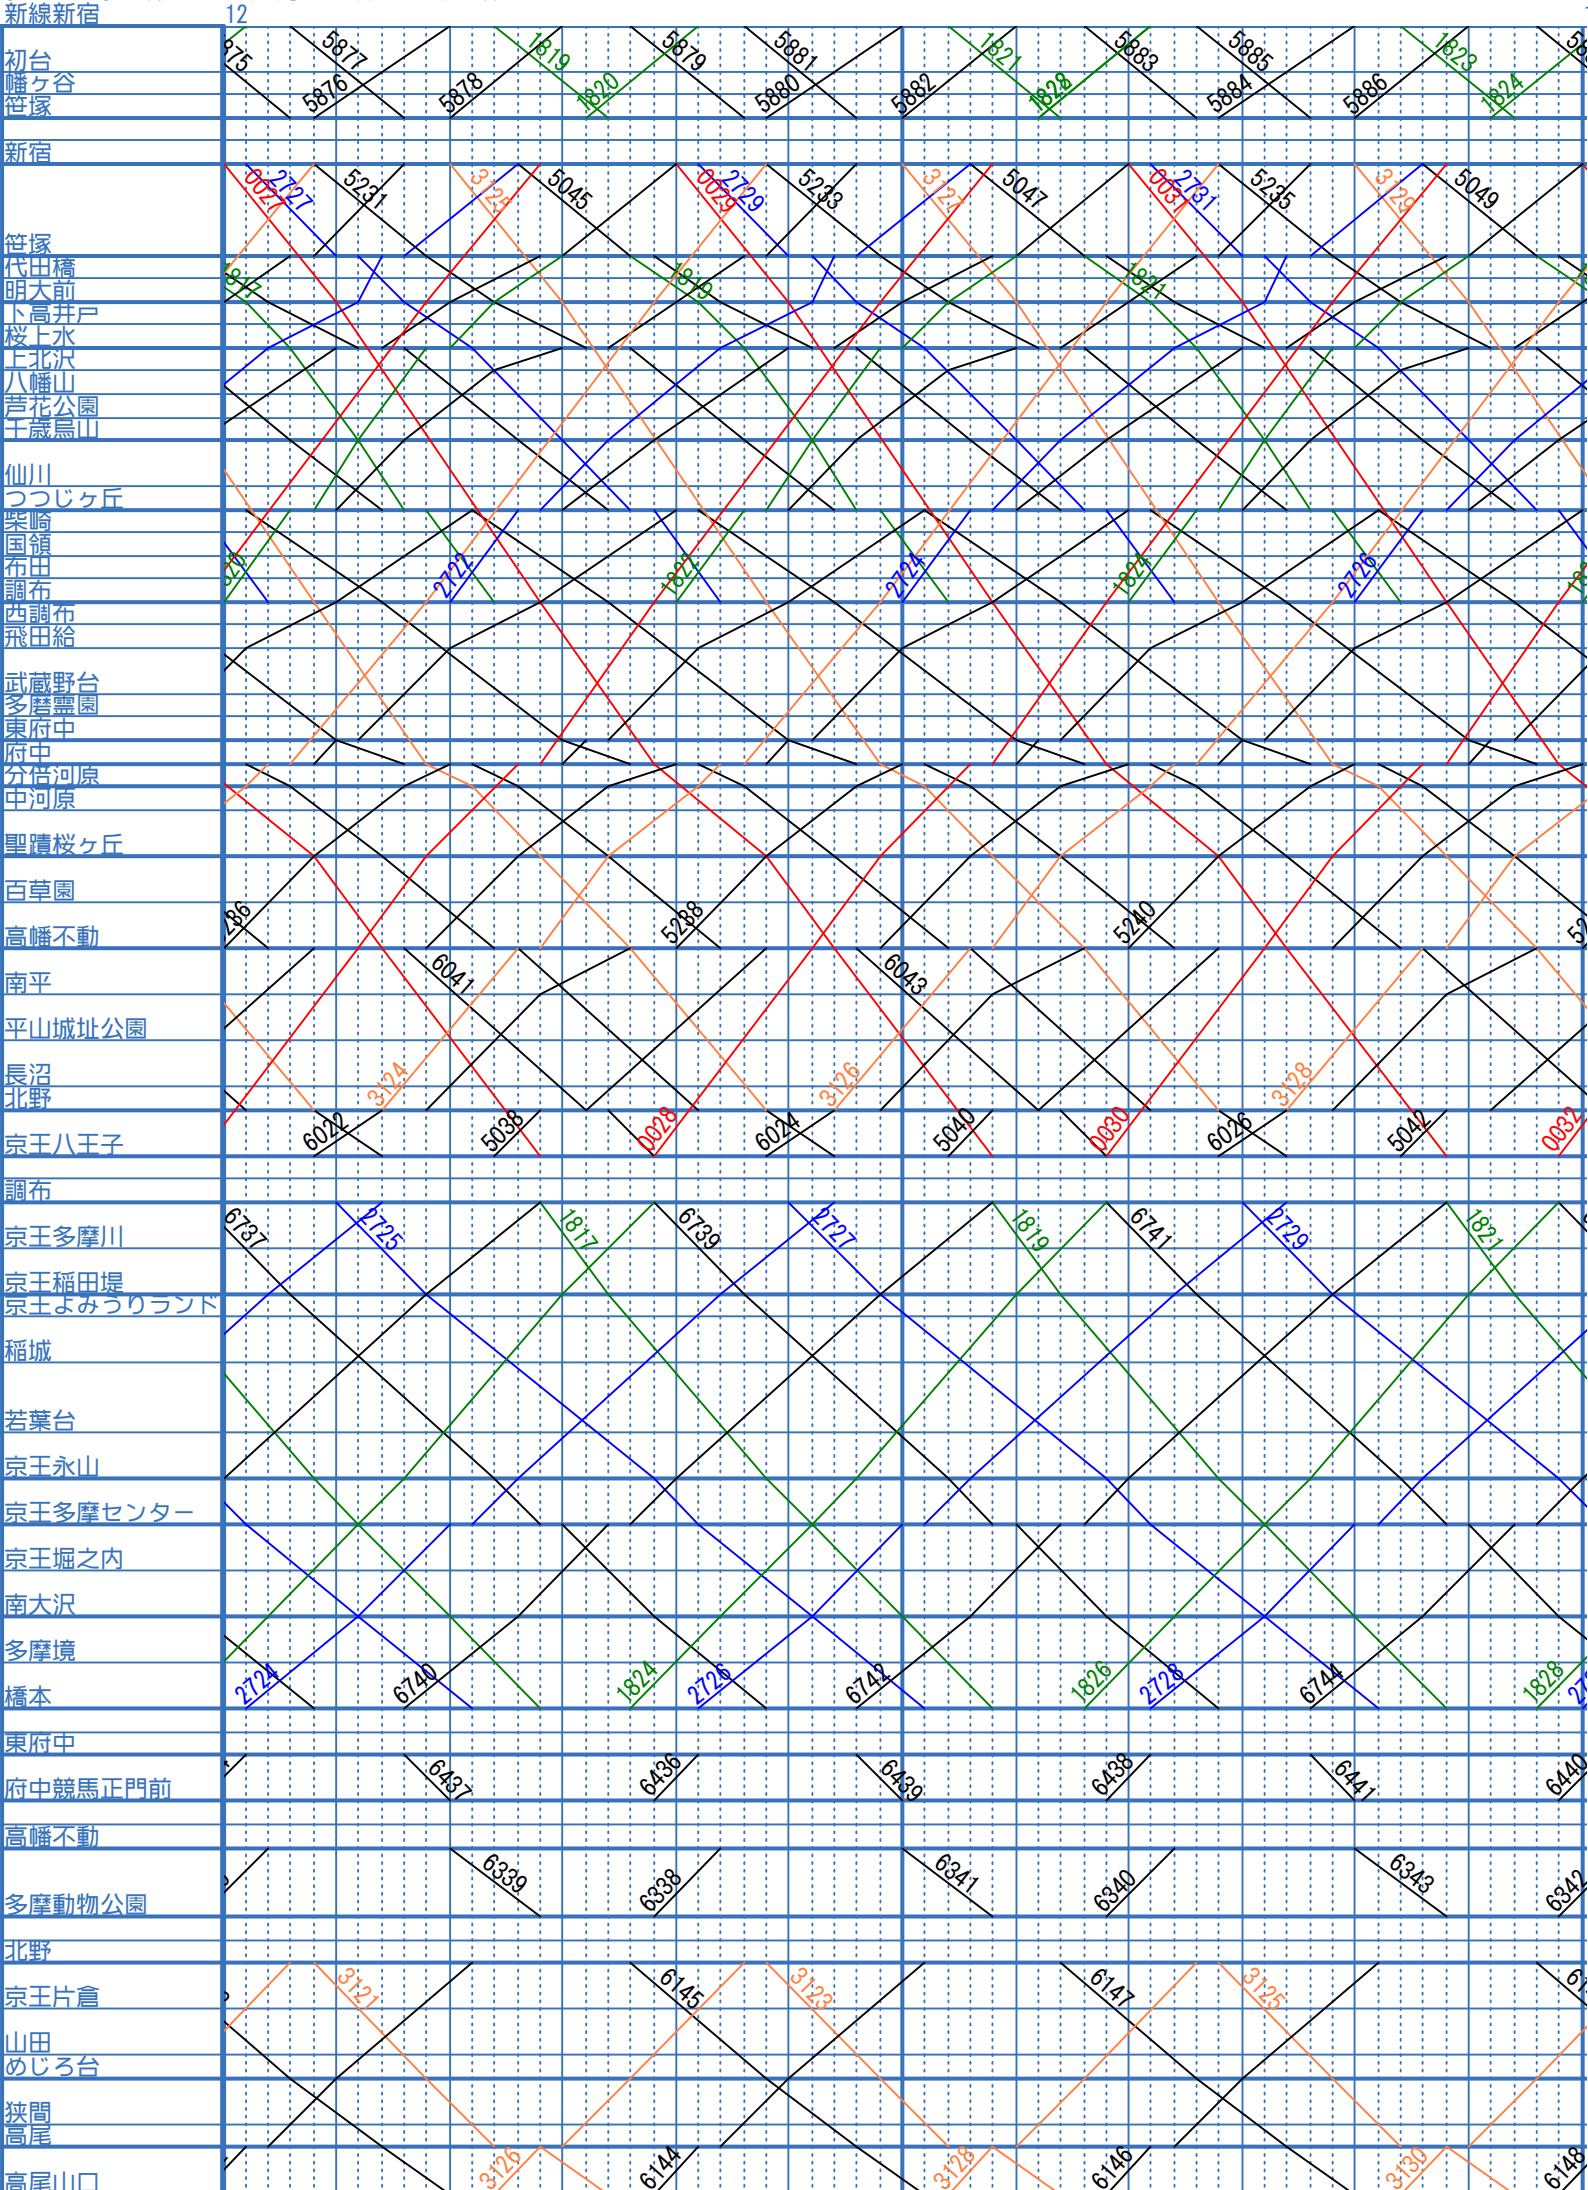 新線新宿 12
初台
幡ヶ谷
笹塚
5877 1819 5879 5881 1821 5883 5885 1823
5876 5878 1820 5880 5882 5884 5886 1824
新宿
0027 2727 5231 3125 5045 0029 2729 5233 3127 5047 0031 2731 5235 3129 5049
笹塚
代田橋
1817 1819 1821
明大前
下高井戸
桜上水
上北沢
八幡山
芦花公園
千歳烏山
仙川
つつじヶ丘
柴崎
国領
布田
2722 1822 2724 1824 2726
調布
西調布
飛田給
武蔵野台
多磨霊園
東府中
府中
分倍河原
中河原
聖蹟桜ヶ丘
百草園
5238 5240
高幡不動
南平
6041 6043
平山城址公園
長沼
3124 3126 3128
北野
京王八王子
6022 5038 0028 6024 5040 0030 6026 5042 0032
調布
京王多摩川
6737 2725 1817 6739 2727 1819 6741 2729 1821
京王稲田堤
京王よみうりランド
稲城
若葉台
京王永山
京王多摩センター
京王堀之内
南大沢
多摩境
橋本
2724 6740 1824 2726 6742 1826 2728 6744 1828
東府中
府中競馬正門前
6437 6436 6439 6438 6441 6440
高幡不動
多摩動物公園
6339 6338 6341 6340 6343 6342
北野
京王片倉
3121 6145 3123 6147 3125
山田
めじろ台
狭間
高尾
高尾山口
3126 6144 3128 6146 3130 6148